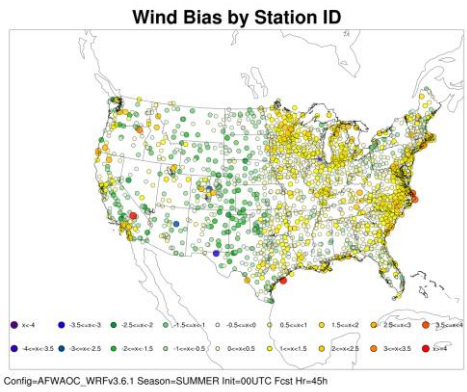 Wind Bias by Station ID
x<-4 -3.5<=x<-3 -2.5<=x<-2 -1.5<=x<-1 -0.5<=x<0 0.5<=x<1 1.5<=x<2 2.5<=x<3 3.5<=x<4
-4<=x<-3.5 -3<=x<-2.5 -2<=x<-1.5 -1<=x<-0.5 0<=x<0.5 1<=x<1.5 2<=x<2.5 3<=x<3.5 x>=4
Config=AFWAOC_WRFv3.6.1 Season=SUMMER Init=00UTC Fcst Hr=45h